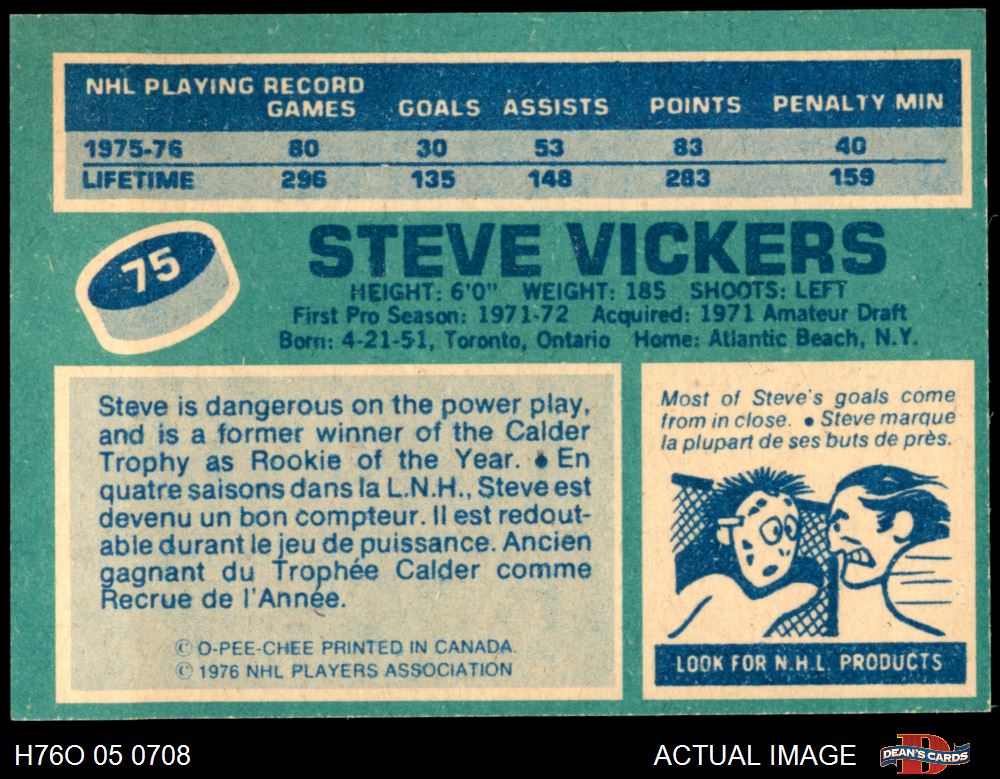 NHL PLAYING RECORD
GAMES GOALS ASSISTS POINTS PENALTY MIN
1975-76 80 30 53 83 40
LIFETIME 296 135 148 283 159
75
STEVE VICKERS
HEIGHT: 6'0" WEIGHT: 185 SHOOTS: LEFT
First Pro Season: 1971-72 Acquired: 1971 Amateur Draft
Born: 4-21-51, Toronto, Ontario Home: Atlantic Beach, N.Y.
Steve is dangerous on the power play,
and is a former winner of the Calder
Trophy as Rookie of the Year. ● En
quatre saisons dans la L.N.H., Steve est
devenu un bon compteur. Il est redout-
able durant le jeu de puissance. Ancien
gagnant du Trophée Calder comme
Recrue de l'Année.
© O-PEE-CHEE PRINTED IN CANADA.
© 1976 NHL PLAYERS ASSOCIATION
Most of Steve's goals come
from in close. ● Steve marque
la plupart de ses buts de près.
LOOK FOR N.H.L. PRODUCTS
H76O 05 0708
ACTUAL IMAGE
DEAN'S CARDS